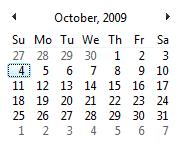 October, 2009
Su Mo Tu We Th Fr Sa
27 28 29 30 1 2 3
4 5 6 7 8 9 10
11 12 13 14 15 16 17
18 19 20 21 22 23 24
25 26 27 28 29 30 31
1 2 3 4 5 6 7